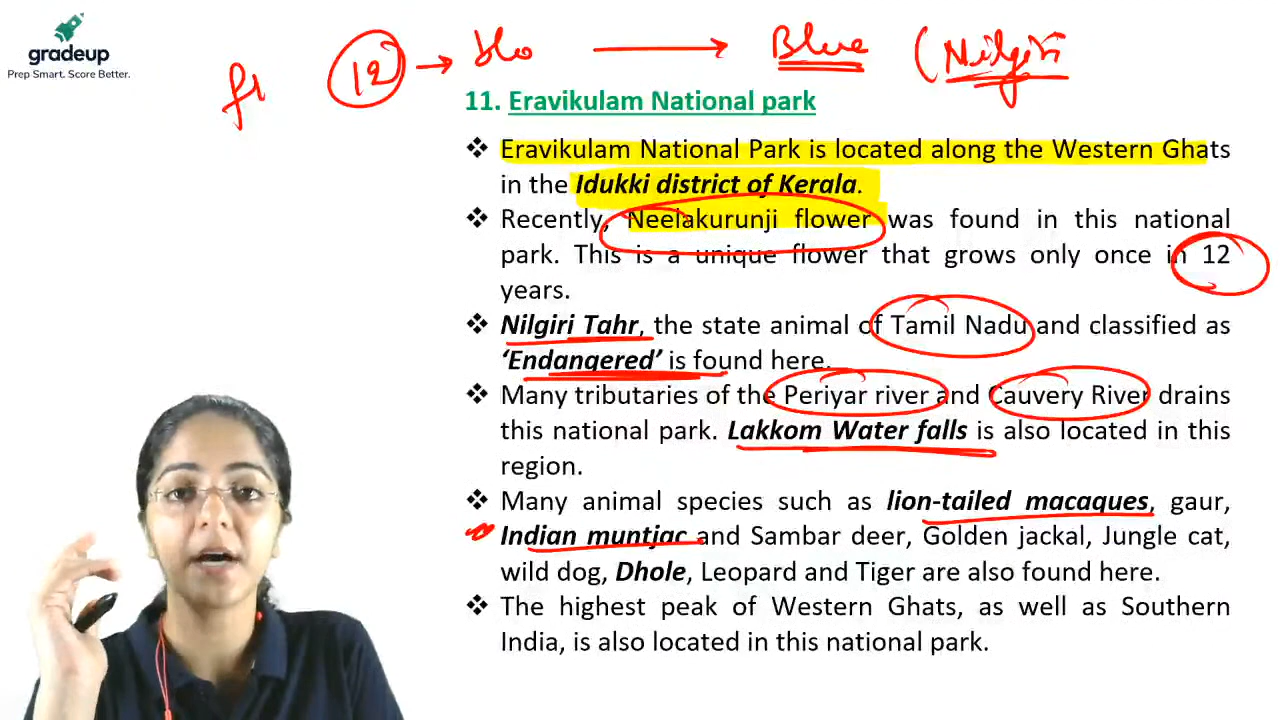 gradeup
Prep Smart. Score Better.
12
Blue (Nilgiri
11. Eravikulam National park
❖ Eravikulam National Park is located along the Western Ghats
in the Idukki district of Kerala.
❖ Recently, Neelakurunji flower was found in this national
park. This is a unique flower that grows only once in 12
years.
❖ Nilgiri Tahr, the state animal of Tamil Nadu and classified as
‘Endangered’ is found here.
❖ Many tributaries of the Periyar river and Cauvery River drains
this national park. Lakkom Water falls is also located in this
region.
❖ Many animal species such as lion-tailed macaques, gaur,
Indian muntjac and Sambar deer, Golden jackal, Jungle cat,
wild dog, Dhole, Leopard and Tiger are also found here.
❖ The highest peak of Western Ghats, as well as Southern
India, is also located in this national park.